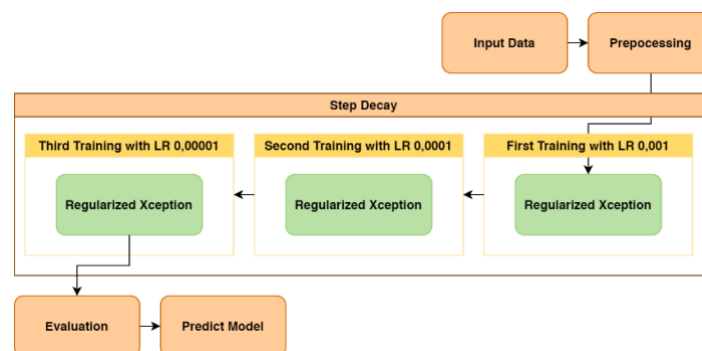 Input Data
Prepocessing
Step Decay
Third Training with LR 0,00001
Second Training with LR 0,0001
First Training with LR 0,001
Regularized Xception
Regularized Xception
Regularized Xception
Evaluation
Predict Model